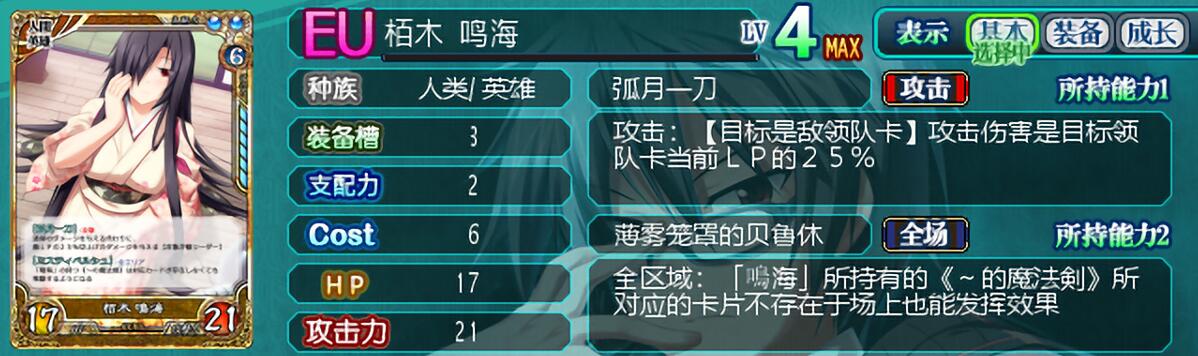 人間
英雄
6
栢木 鳴海
17
21
EU 栢木 鸣海
LV 4 MAX
表示 基本 装备 成长
选择中
种族 人类/英雄
装备槽 3
支配力 2
Cost 6
HP 17
攻击力 21
弧月一刀 攻击 所持能力1
攻击：【目标是敌领队卡】攻击伤害是目标领
队卡当前ＬＰ的２５％
薄雾笼罩的贝鲁休 全场 所持能力2
全区域：「鳴海」所持有的《～的魔法剣》所
对应的卡片不存在于场上也能发挥效果